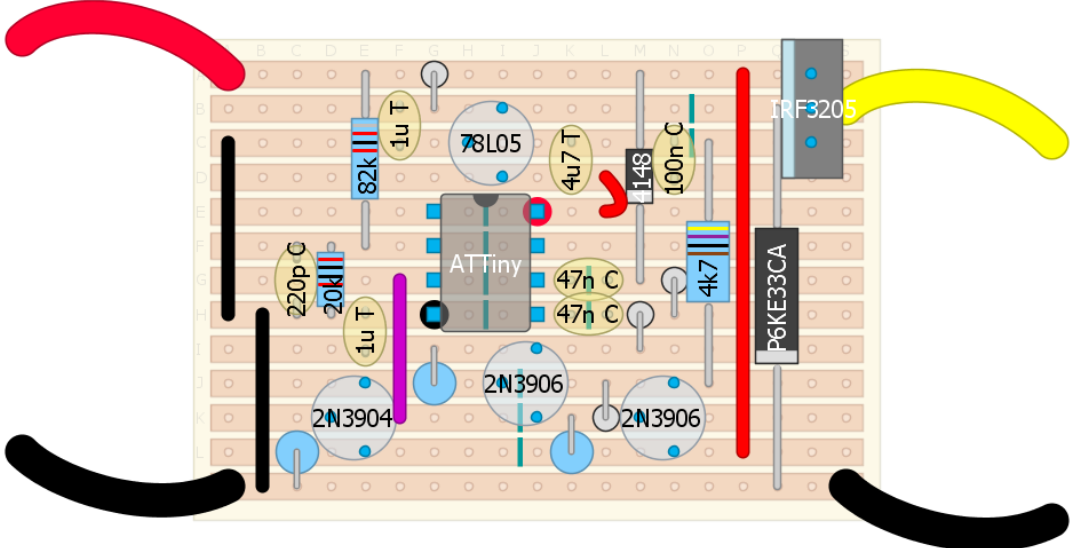 B C D E F G H I J K L M N O P
IRF3205
1u T
78L05
4u7 T
4148
100n C
82k
ATTiny
220p C
20k
47n C
47n C
4k7
P6KE33CA
1u T
2N3906
2N3904
2N3906
B
C
D
E
F
G
H
I
J
K
L